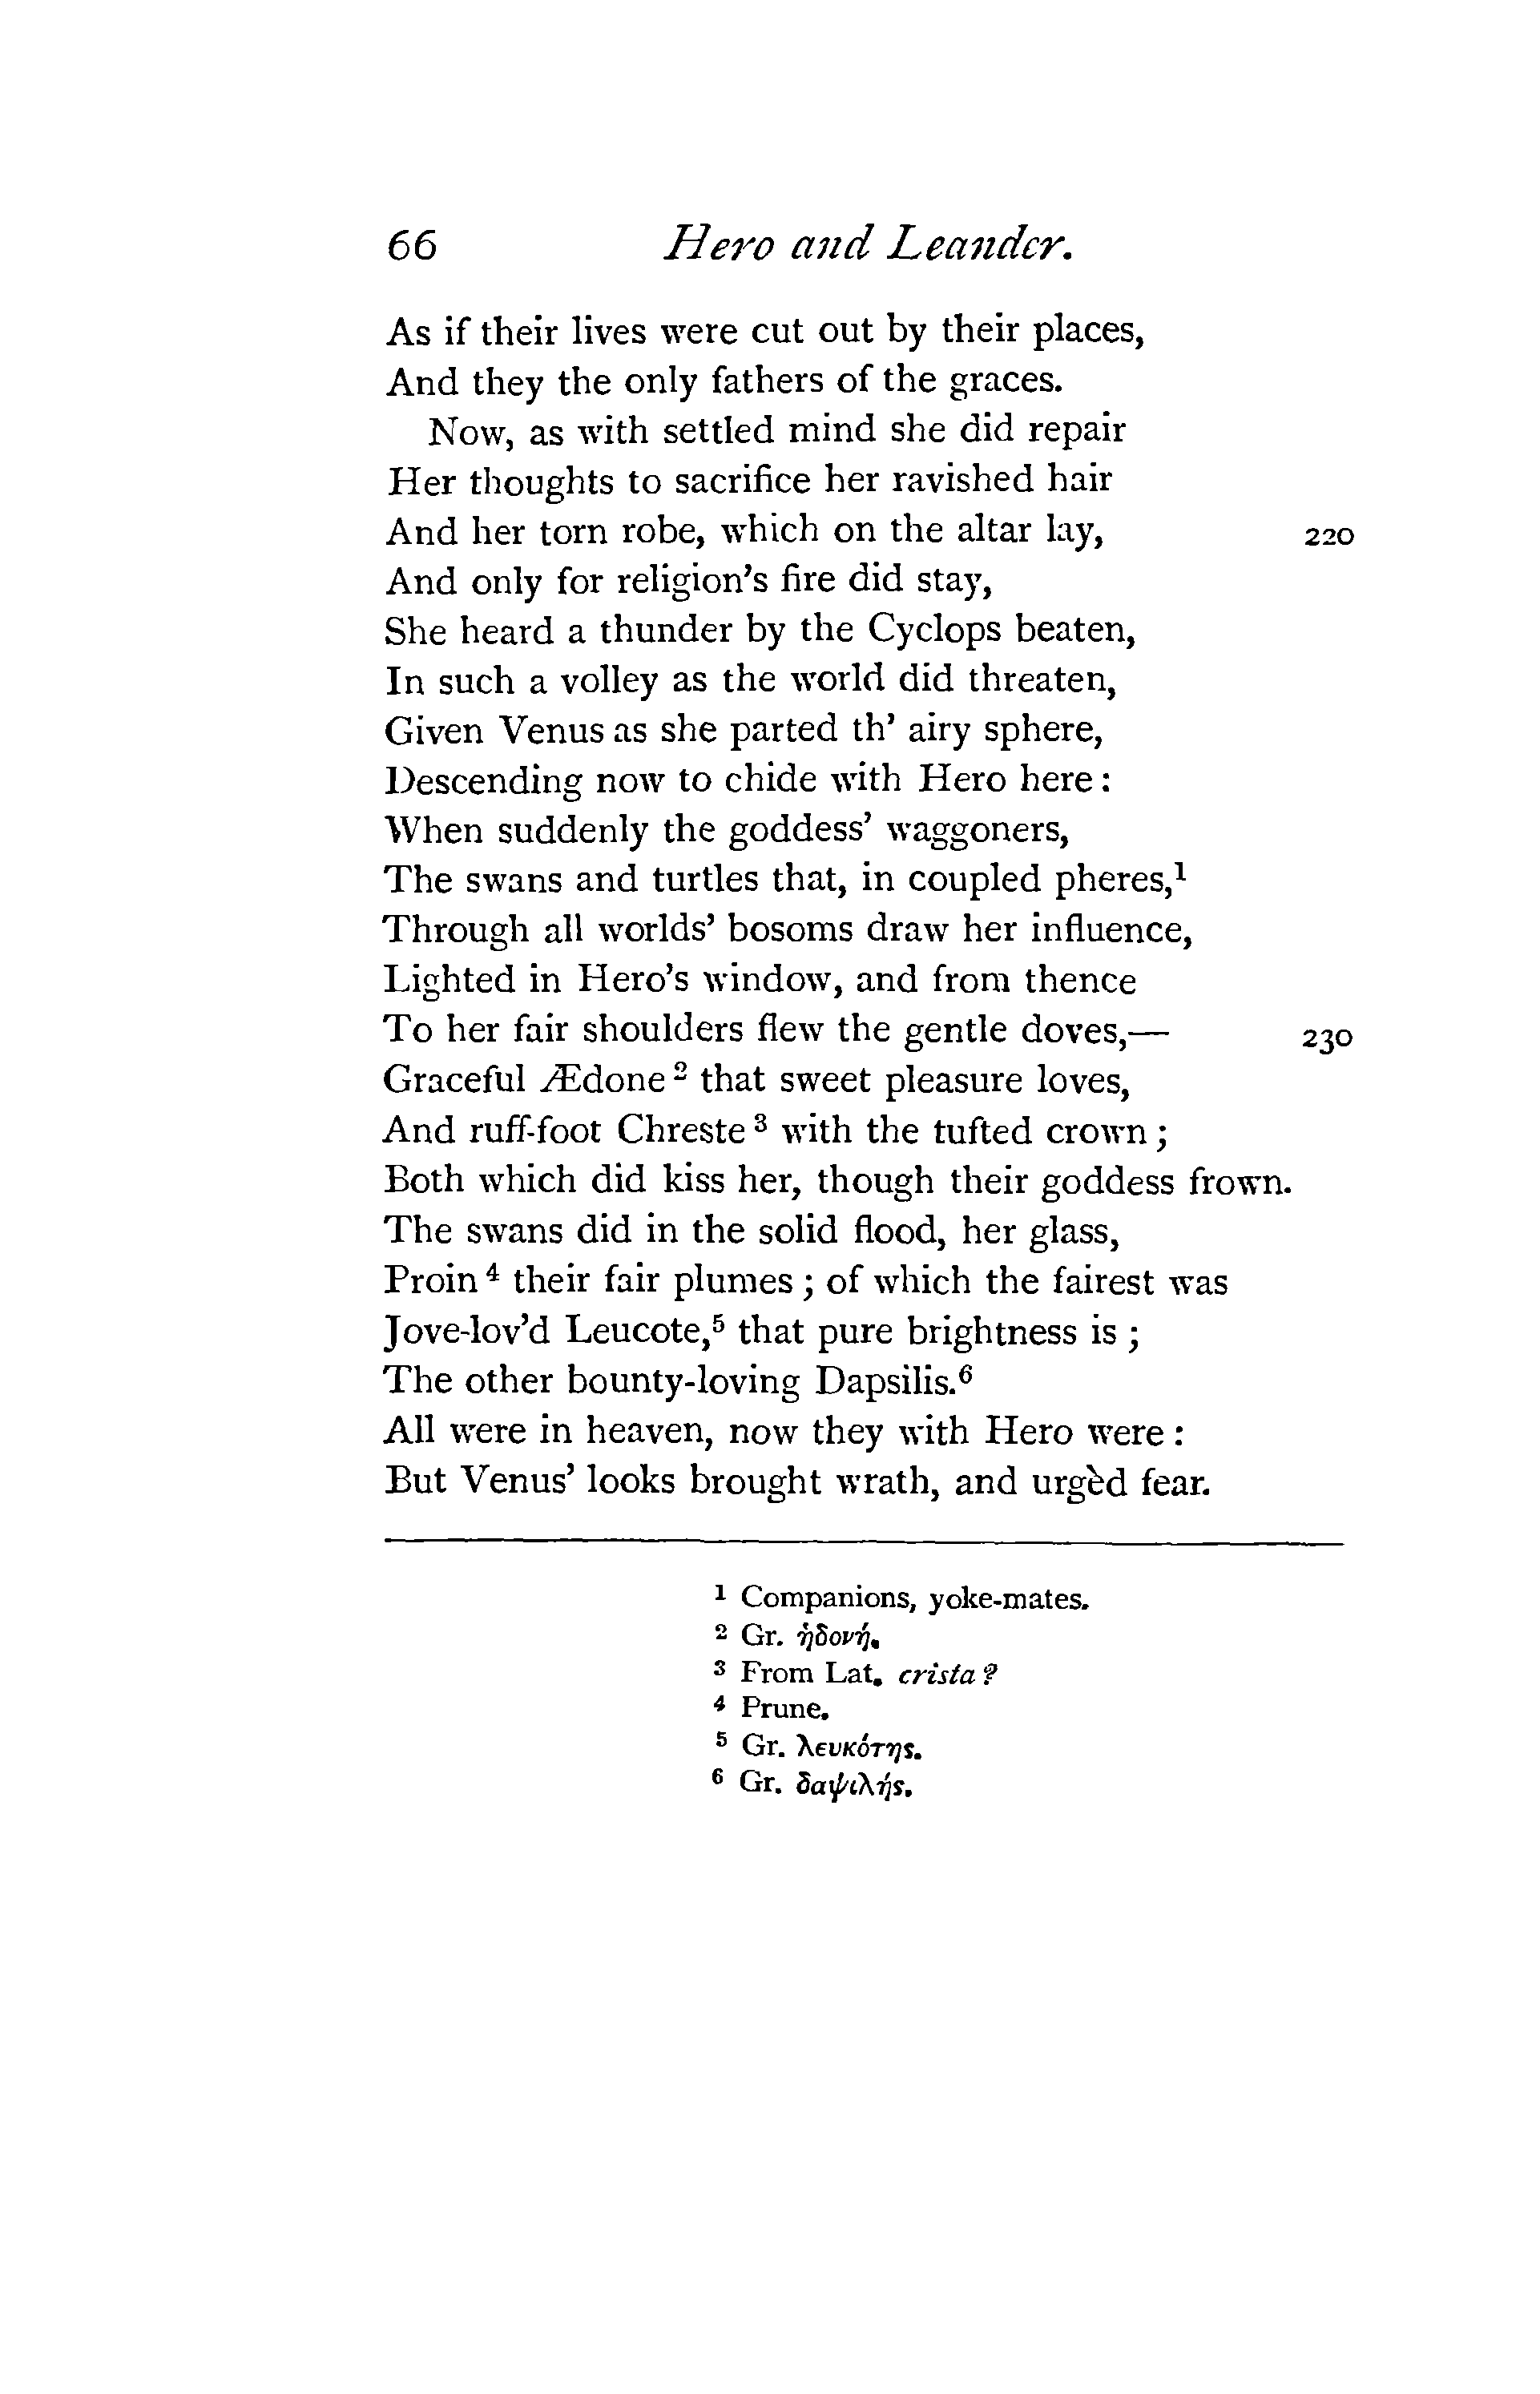 66 Hero and Leander.
As if their lives were cut out by their places,
And they the only fathers of the graces.
Now, as with settled mind she did repair
Her thoughts to sacrifice her ravished hair
And her torn robe, which on the altar lay, 220
And only for religion's fire did stay,
She heard a thunder by the Cyclops beaten,
In such a volley as the world did threaten,
Given Venus as she parted th' airy sphere,
Descending now to chide with Hero here :
When suddenly the goddess' waggoners,
The swans and turtles that, in coupled pheres,¹
Through all worlds' bosoms draw her influence,
Lighted in Hero's window, and from thence
To her fair shoulders flew the gentle doves,— 230
Graceful Ædone ² that sweet pleasure loves,
And ruff-foot Chreste ³ with the tufted crown ;
Both which did kiss her, though their goddess frown.
The swans did in the solid flood, her glass,
Proin ⁴ their fair plumes ; of which the fairest was
Jove-lov'd Leucote,⁵ that pure brightness is ;
The other bounty-loving Dapsilis.⁶
All were in heaven, now they with Hero were :
But Venus' looks brought wrath, and urgèd fear.
¹ Companions, yoke-mates.
² Gr. ἡδονή.
³ From Lat. crista ?
⁴ Prune.
⁵ Gr. λευκότης.
⁶ Gr. δαψιλής.